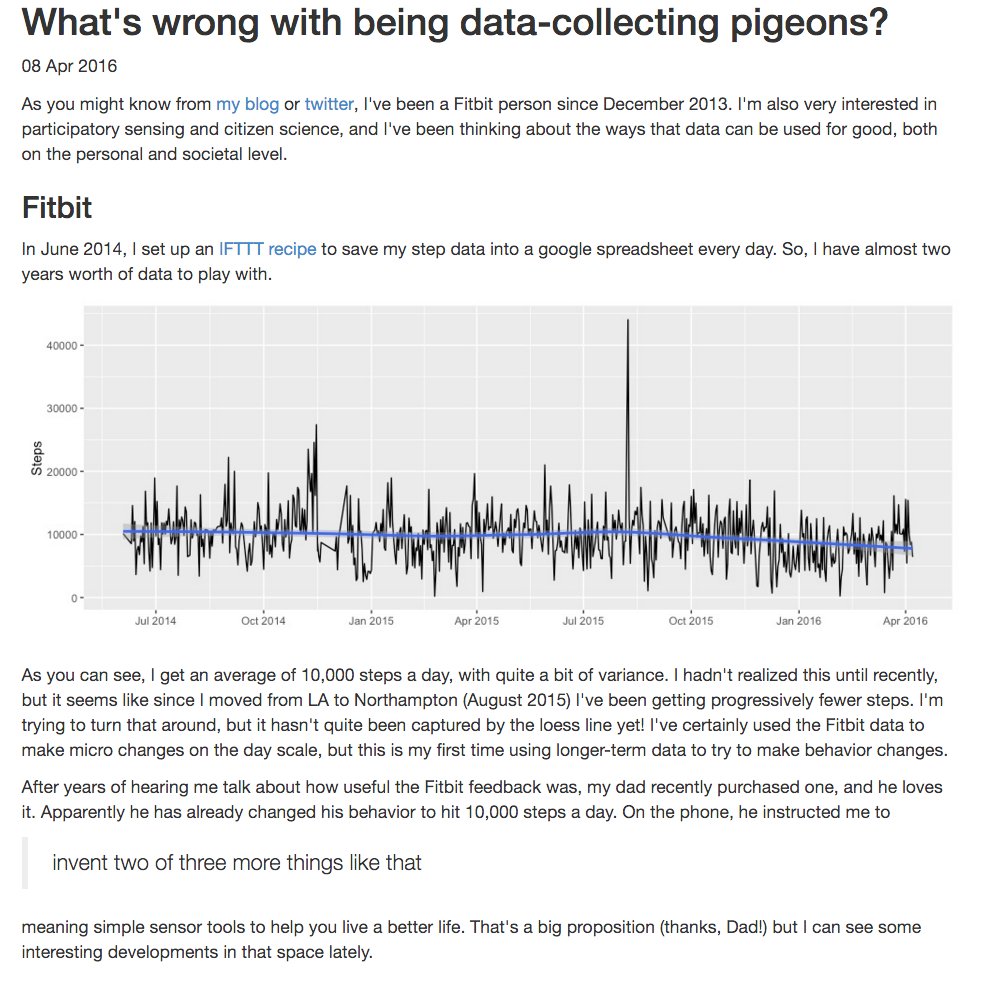 What's wrong with being data-collecting pigeons?
08 Apr 2016
As you might know from my blog or twitter, I've been a Fitbit person since December 2013. I'm also very interested in
participatory sensing and citizen science, and I've been thinking about the ways that data can be used for good, both
on the personal and societal level.
Fitbit
In June 2014, I set up an IFTTT recipe to save my step data into a google spreadsheet every day. So, I have almost two
years worth of data to play with.
40000
30000
Steps
20000
10000
0
Jul 2014 Oct 2014 Jan 2015 Apr 2015 Jul 2015 Oct 2015 Jan 2016 Apr 2016
As you can see, I get an average of 10,000 steps a day, with quite a bit of variance. I hadn't realized this until recently,
but it seems like since I moved from LA to Northampton (August 2015) I've been getting progressively fewer steps. I'm
trying to turn that around, but it hasn't quite been captured by the loess line yet! I've certainly used the Fitbit data to
make micro changes on the day scale, but this is my first time using longer-term data to try to make behavior changes.
After years of hearing me talk about how useful the Fitbit feedback was, my dad recently purchased one, and he loves
it. Apparently he has already changed his behavior to hit 10,000 steps a day. On the phone, he instructed me to
invent two of three more things like that
meaning simple sensor tools to help you live a better life. That's a big proposition (thanks, Dad!) but I can see some
interesting developments in that space lately.